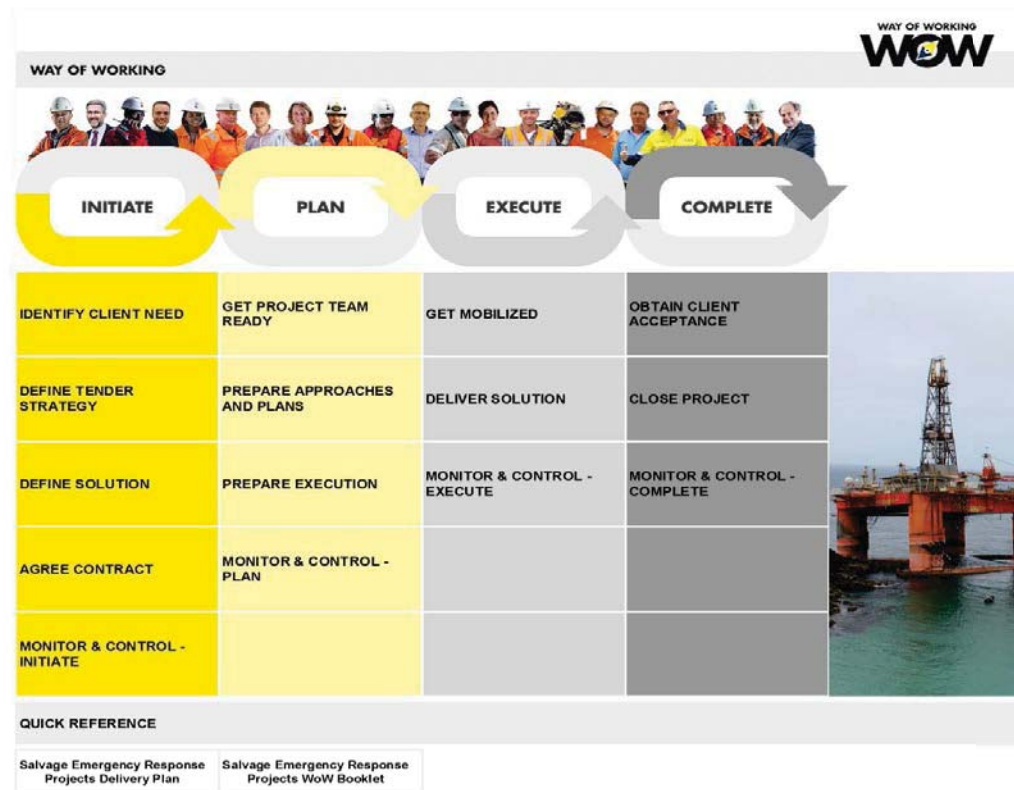 WAY OF WORKING
WOW
WAY OF WORKING
INITIATE
PLAN
EXECUTE
COMPLETE
IDENTIFY CLIENT NEED
GET PROJECT TEAM
READY
GET MOBILIZED
OBTAIN CLIENT
ACCEPTANCE
DEFINE TENDER
STRATEGY
PREPARE APPROACHES
AND PLANS
DELIVER SOLUTION
CLOSE PROJECT
DEFINE SOLUTION
PREPARE EXECUTION
MONITOR & CONTROL -
EXECUTE
MONITOR & CONTROL -
COMPLETE
AGREE CONTRACT
MONITOR & CONTROL -
PLAN
MONITOR & CONTROL -
INITIATE
QUICK REFERENCE
Salvage Emergency Response
Projects Delivery Plan
Salvage Emergency Response
Projects WoW Booklet